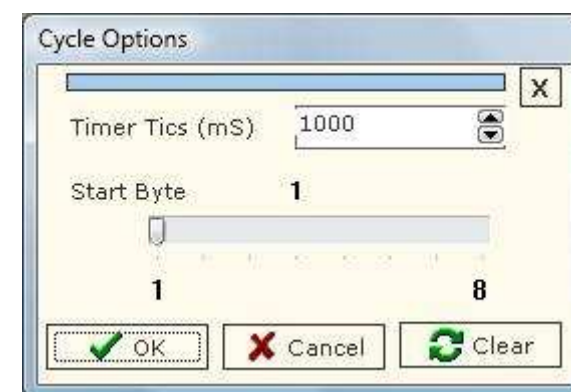 Cycle Options
X
Timer Tics (mS) 1000
Start Byte 1
1 8
OK Cancel Clear